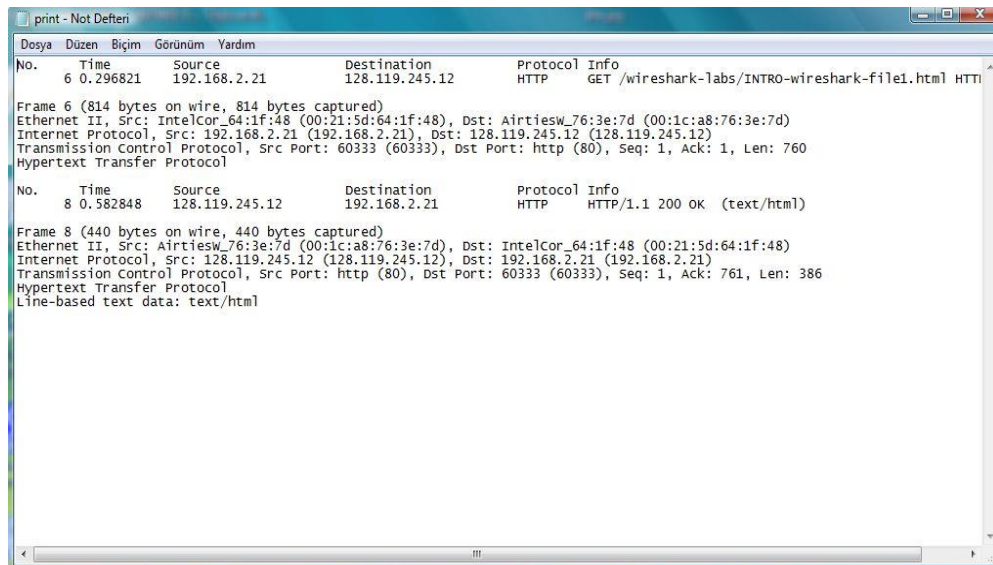 print - Not Defteri
Dosya Düzen Biçim Görünüm Yardım
No. Time Source Destination Protocol Info
6 0.296821 192.168.2.21 128.119.245.12 HTTP GET /wireshark-labs/INTRO-wireshark-file1.html HTT
Frame 6 (814 bytes on wire, 814 bytes captured)
Ethernet II, Src: IntelCor_64:1f:48 (00:21:5d:64:1f:48), Dst: AirtiesW_76:3e:7d (00:1c:a8:76:3e:7d)
Internet Protocol, Src: 192.168.2.21 (192.168.2.21), Dst: 128.119.245.12 (128.119.245.12)
Transmission Control Protocol, Src Port: 60333 (60333), Dst Port: http (80), Seq: 1, Ack: 1, Len: 760
Hypertext Transfer Protocol
No. Time Source Destination Protocol Info
8 0.582848 128.119.245.12 192.168.2.21 HTTP HTTP/1.1 200 OK (text/html)
Frame 8 (440 bytes on wire, 440 bytes captured)
Ethernet II, Src: AirtiesW_76:3e:7d (00:1c:a8:76:3e:7d), Dst: IntelCor_64:1f:48 (00:21:5d:64:1f:48)
Internet Protocol, Src: 128.119.245.12 (128.119.245.12), Dst: 192.168.2.21 (192.168.2.21)
Transmission Control Protocol, Src Port: http (80), Dst Port: 60333 (60333), Seq: 1, Ack: 761, Len: 386
Hypertext Transfer Protocol
Line-based text data: text/html